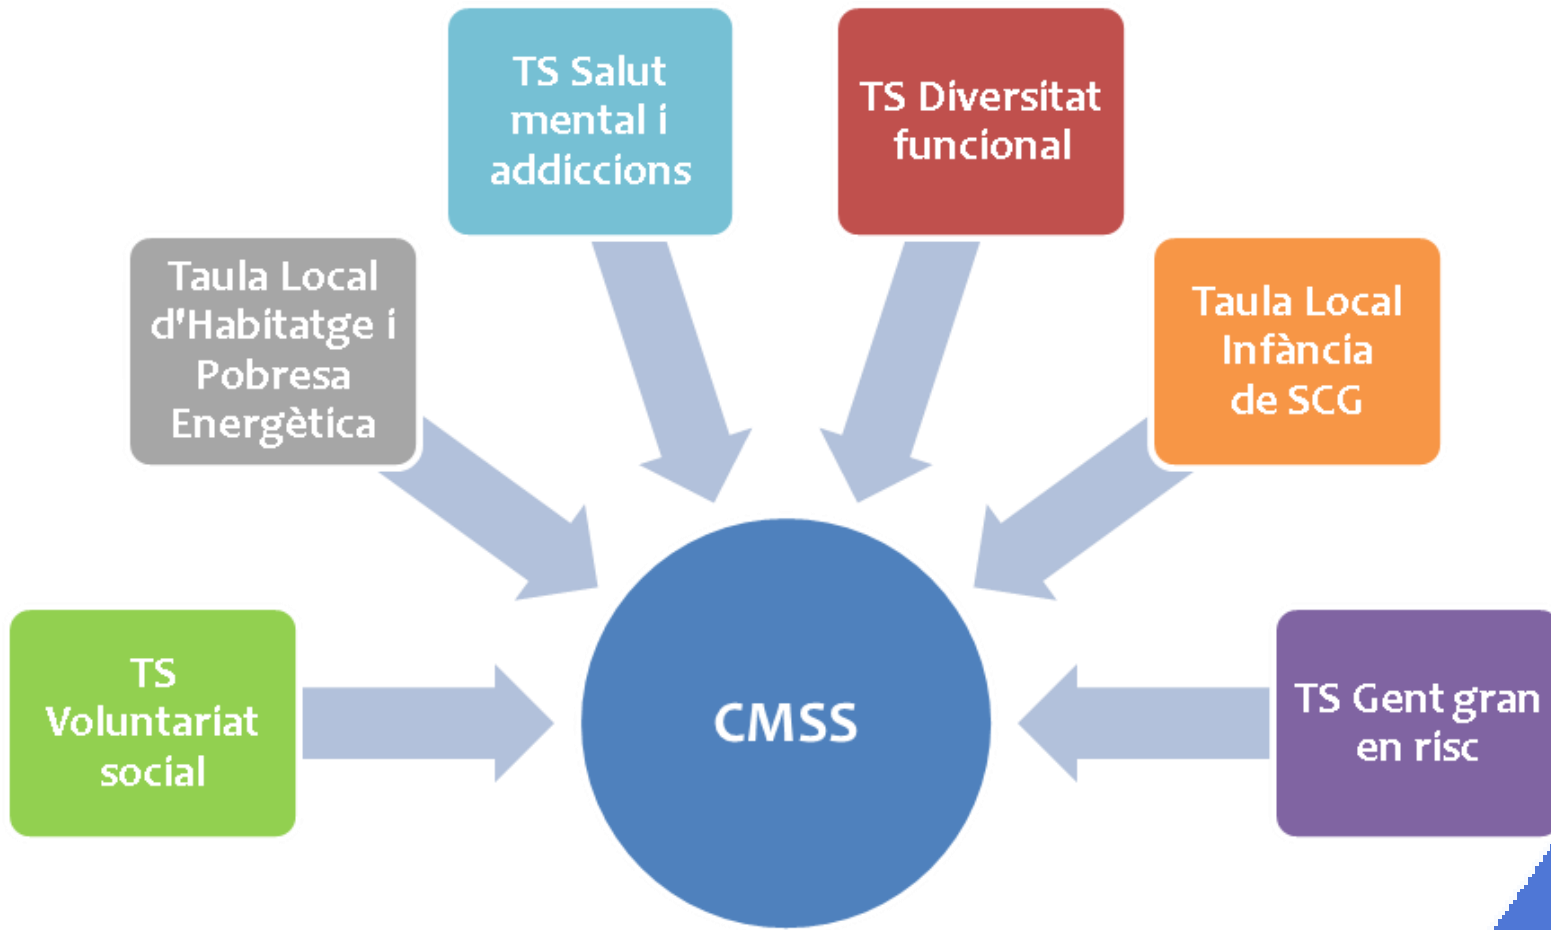 TS Salut
mental i
addiccions
TS Diversitat
funcional
Taula Local
d'Habitatge i
Pobresa
Energètica
Taula Local
Infància
de SCG
TS
Voluntariat
social
CMSS
TS Gent gran
en risc